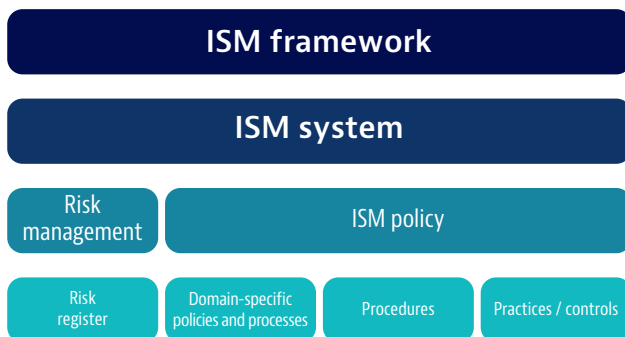 ISM framework
ISM system
Risk
management
ISM policy
Risk
register
Domain-specific
policies and processes
Procedures
Practices / controls